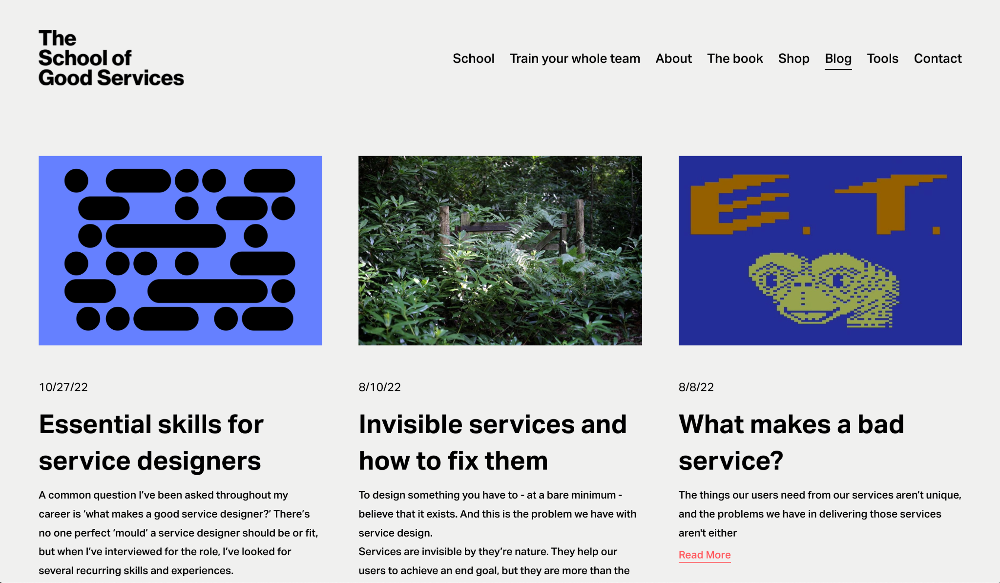 The
School of
Good Services
School Train your whole team About The book Shop Blog Tools Contact
E.T.
10/27/22
Essential skills for
service designers
A common question I’ve been asked throughout my
career is ‘what makes a good service designer?’ There’s
no one perfect ‘mould’ a service designer should be or fit,
but when I’ve interviewed for the role, I’ve looked for
several recurring skills and experiences.
8/10/22
Invisible services and
how to fix them
To design something you have to - at a bare minimum -
believe that it exists. And this is the problem we have with
service design.
Services are invisible by they’re nature. They help our
users to achieve an end goal, but they are more than the
8/8/22
What makes a bad
service?
The things our users need from our services aren’t unique,
and the problems we have in delivering those services
aren't either
Read More